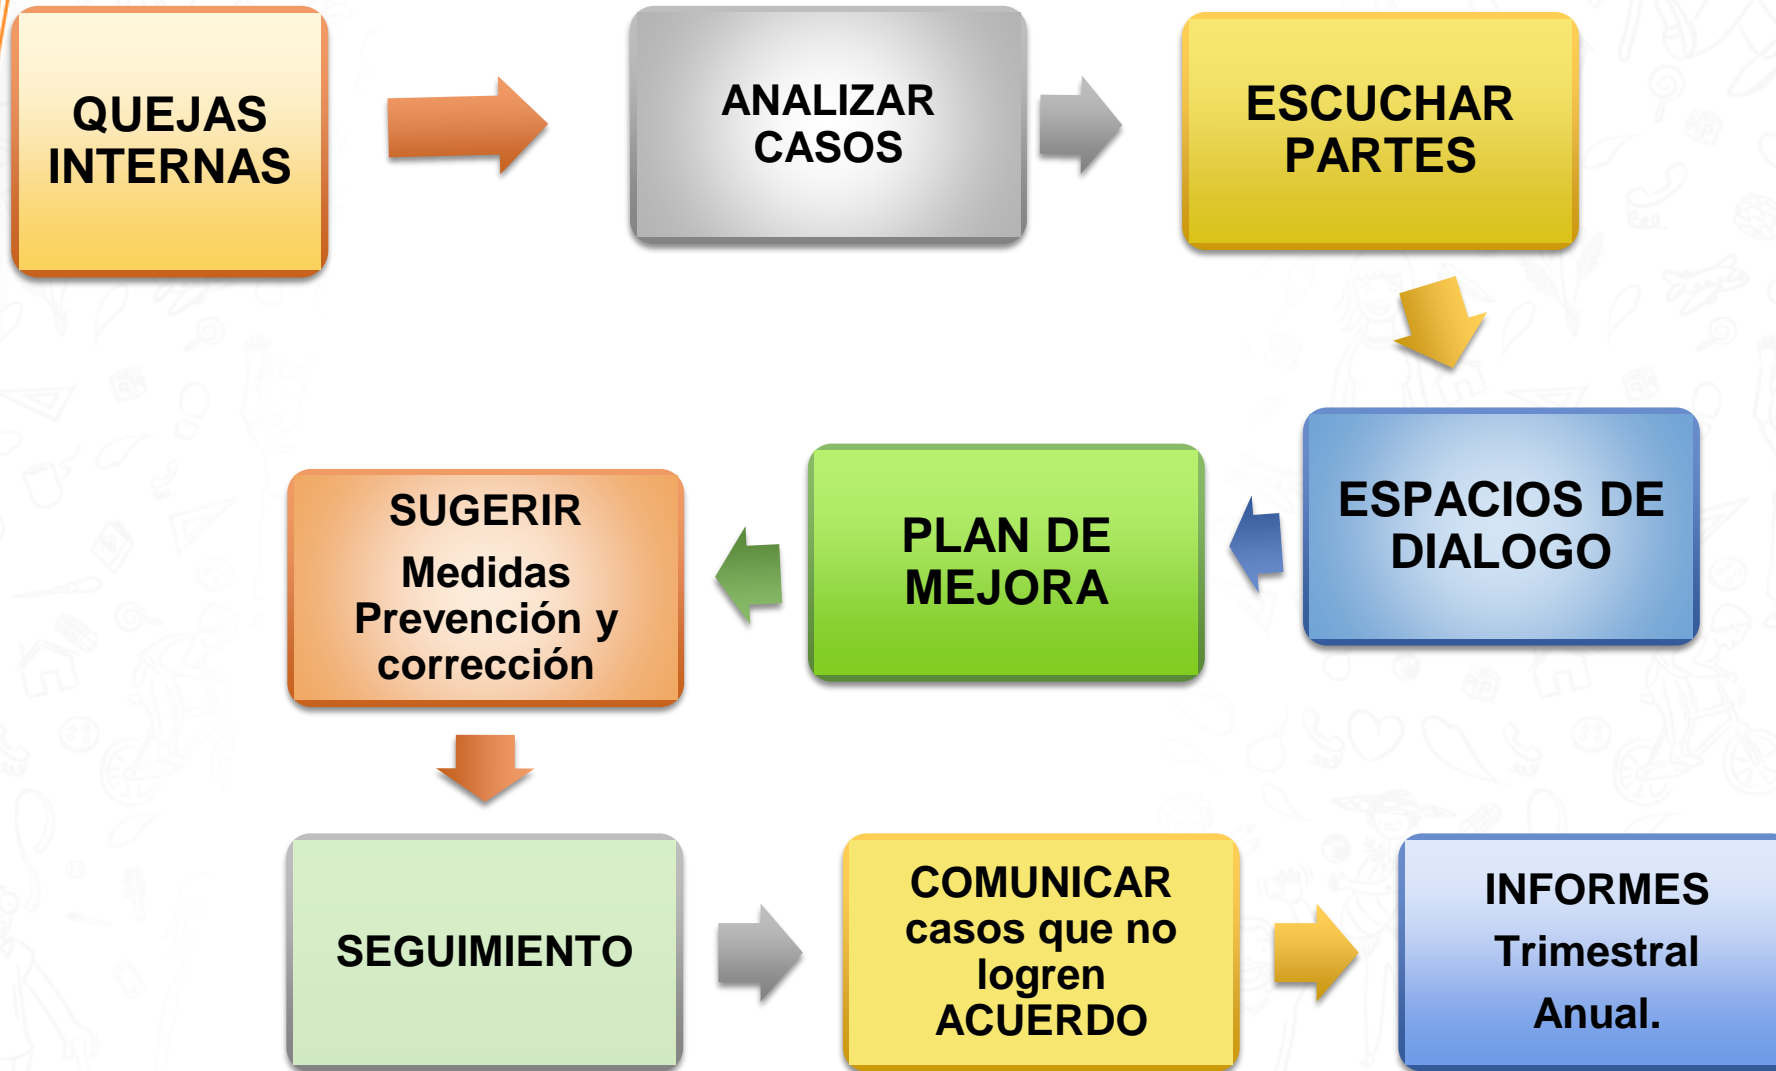 QUEJAS
INTERNAS
ANALIZAR
CASOS
ESCUCHAR
PARTES
ESPACIOS DE
DIALOGO
PLAN DE
MEJORA
SUGERIR
Medidas
Prevención y
corrección
SEGUIMIENTO
COMUNICAR
casos que no
logren
ACUERDO
INFORMES
Trimestral
Anual.